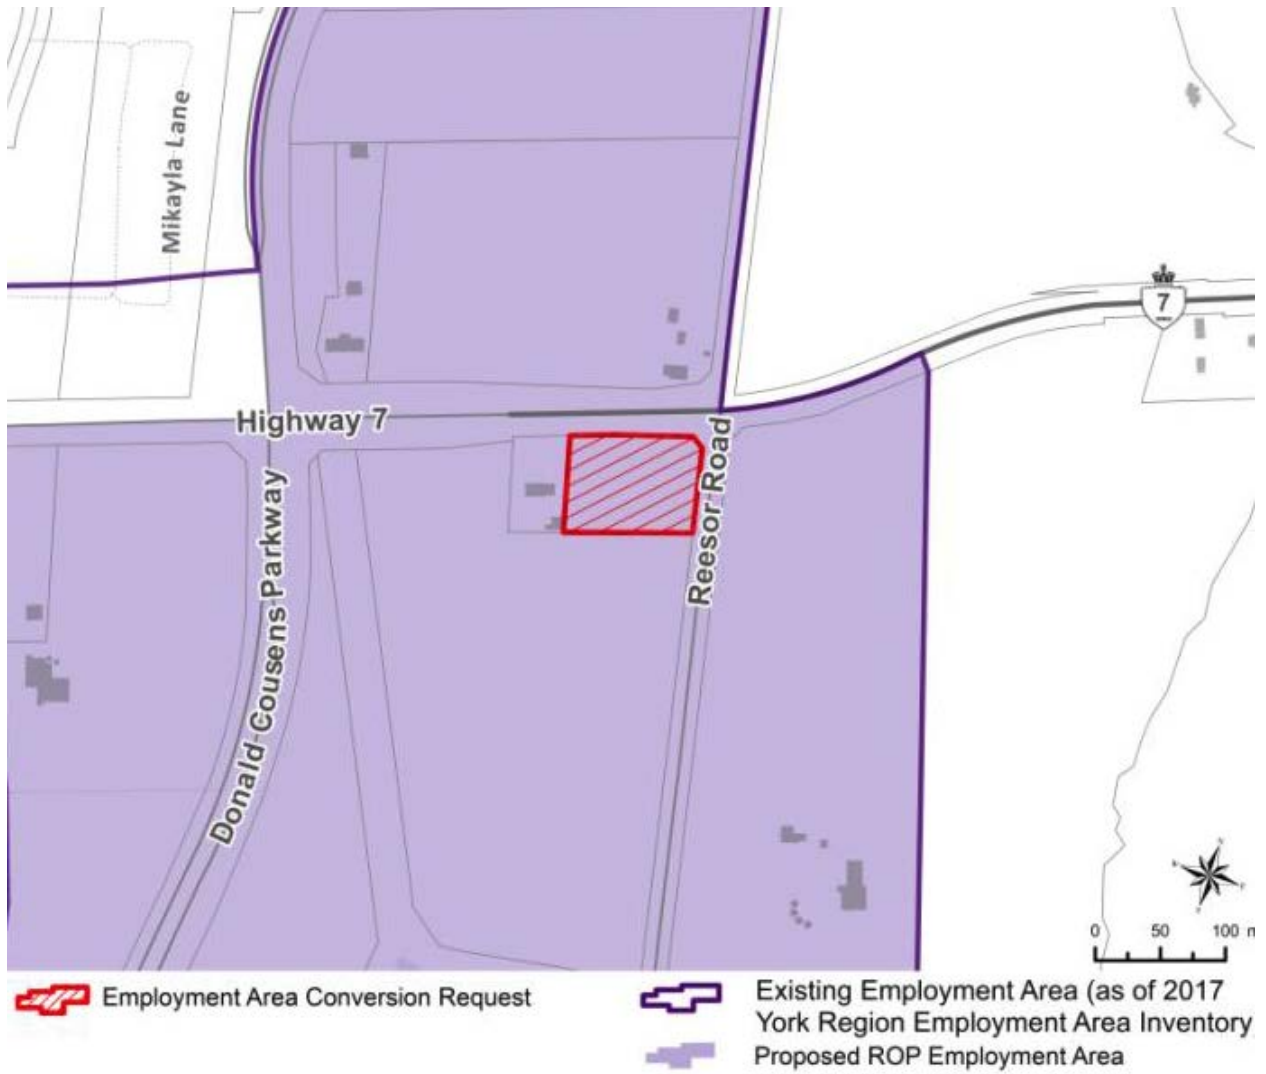 Mikayla Lane
7
Highway 7
Reesor Road
Donald Cousens Parkway
0 50 100 m
Employment Area Conversion Request
Existing Employment Area (as of 2017
York Region Employment Area Inventory
Proposed ROP Employment Area